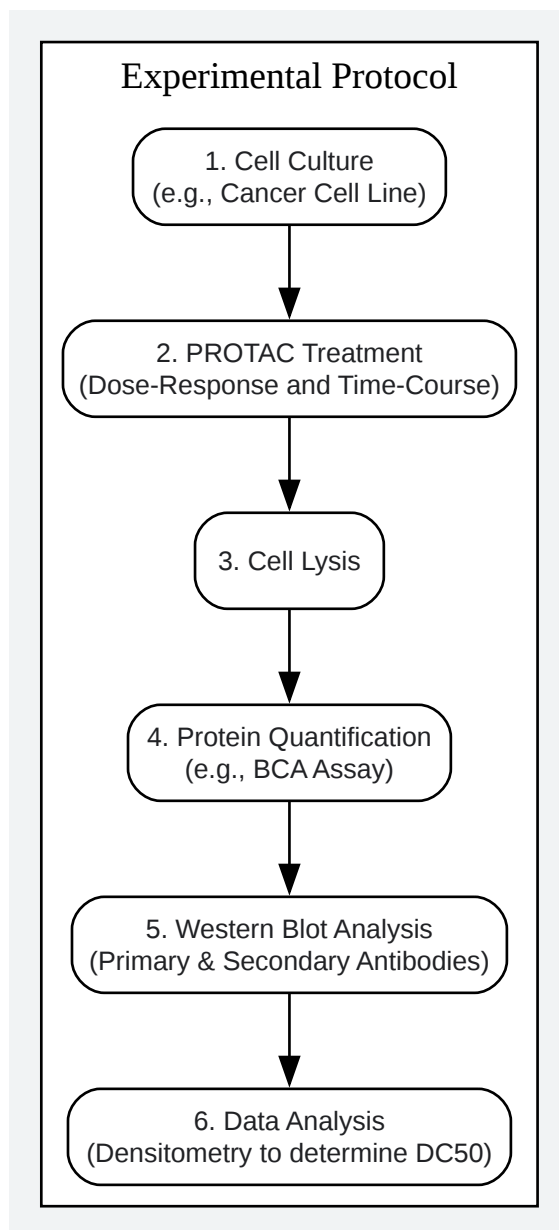 Experimental Protocol
1. Cell Culture
(e.g., Cancer Cell Line)
2. PROTAC Treatment
(Dose-Response and Time-Course)
3. Cell Lysis
4. Protein Quantification
(e.g., BCA Assay)
5. Western Blot Analysis
(Primary & Secondary Antibodies)
6. Data Analysis
(Densitometry to determine DC50)